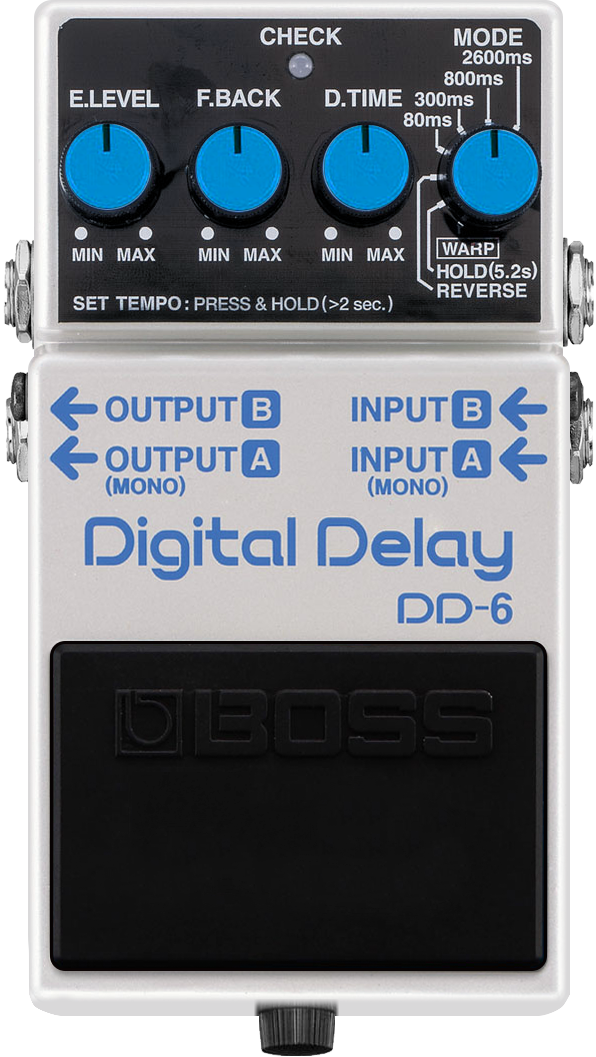 CHECK
MODE
2600ms
800ms
300ms
80ms
E.LEVEL
F.BACK
D.TIME
MIN MAX
MIN MAX
MIN MAX
WARP
HOLD(5.2s)
REVERSE
SET TEMPO: PRESS & HOLD(>2 sec.)
OUTPUT B
INPUT B
OUTPUT A
(MONO)
INPUT A
(MONO)
Digital Delay
DD-6
BOSS